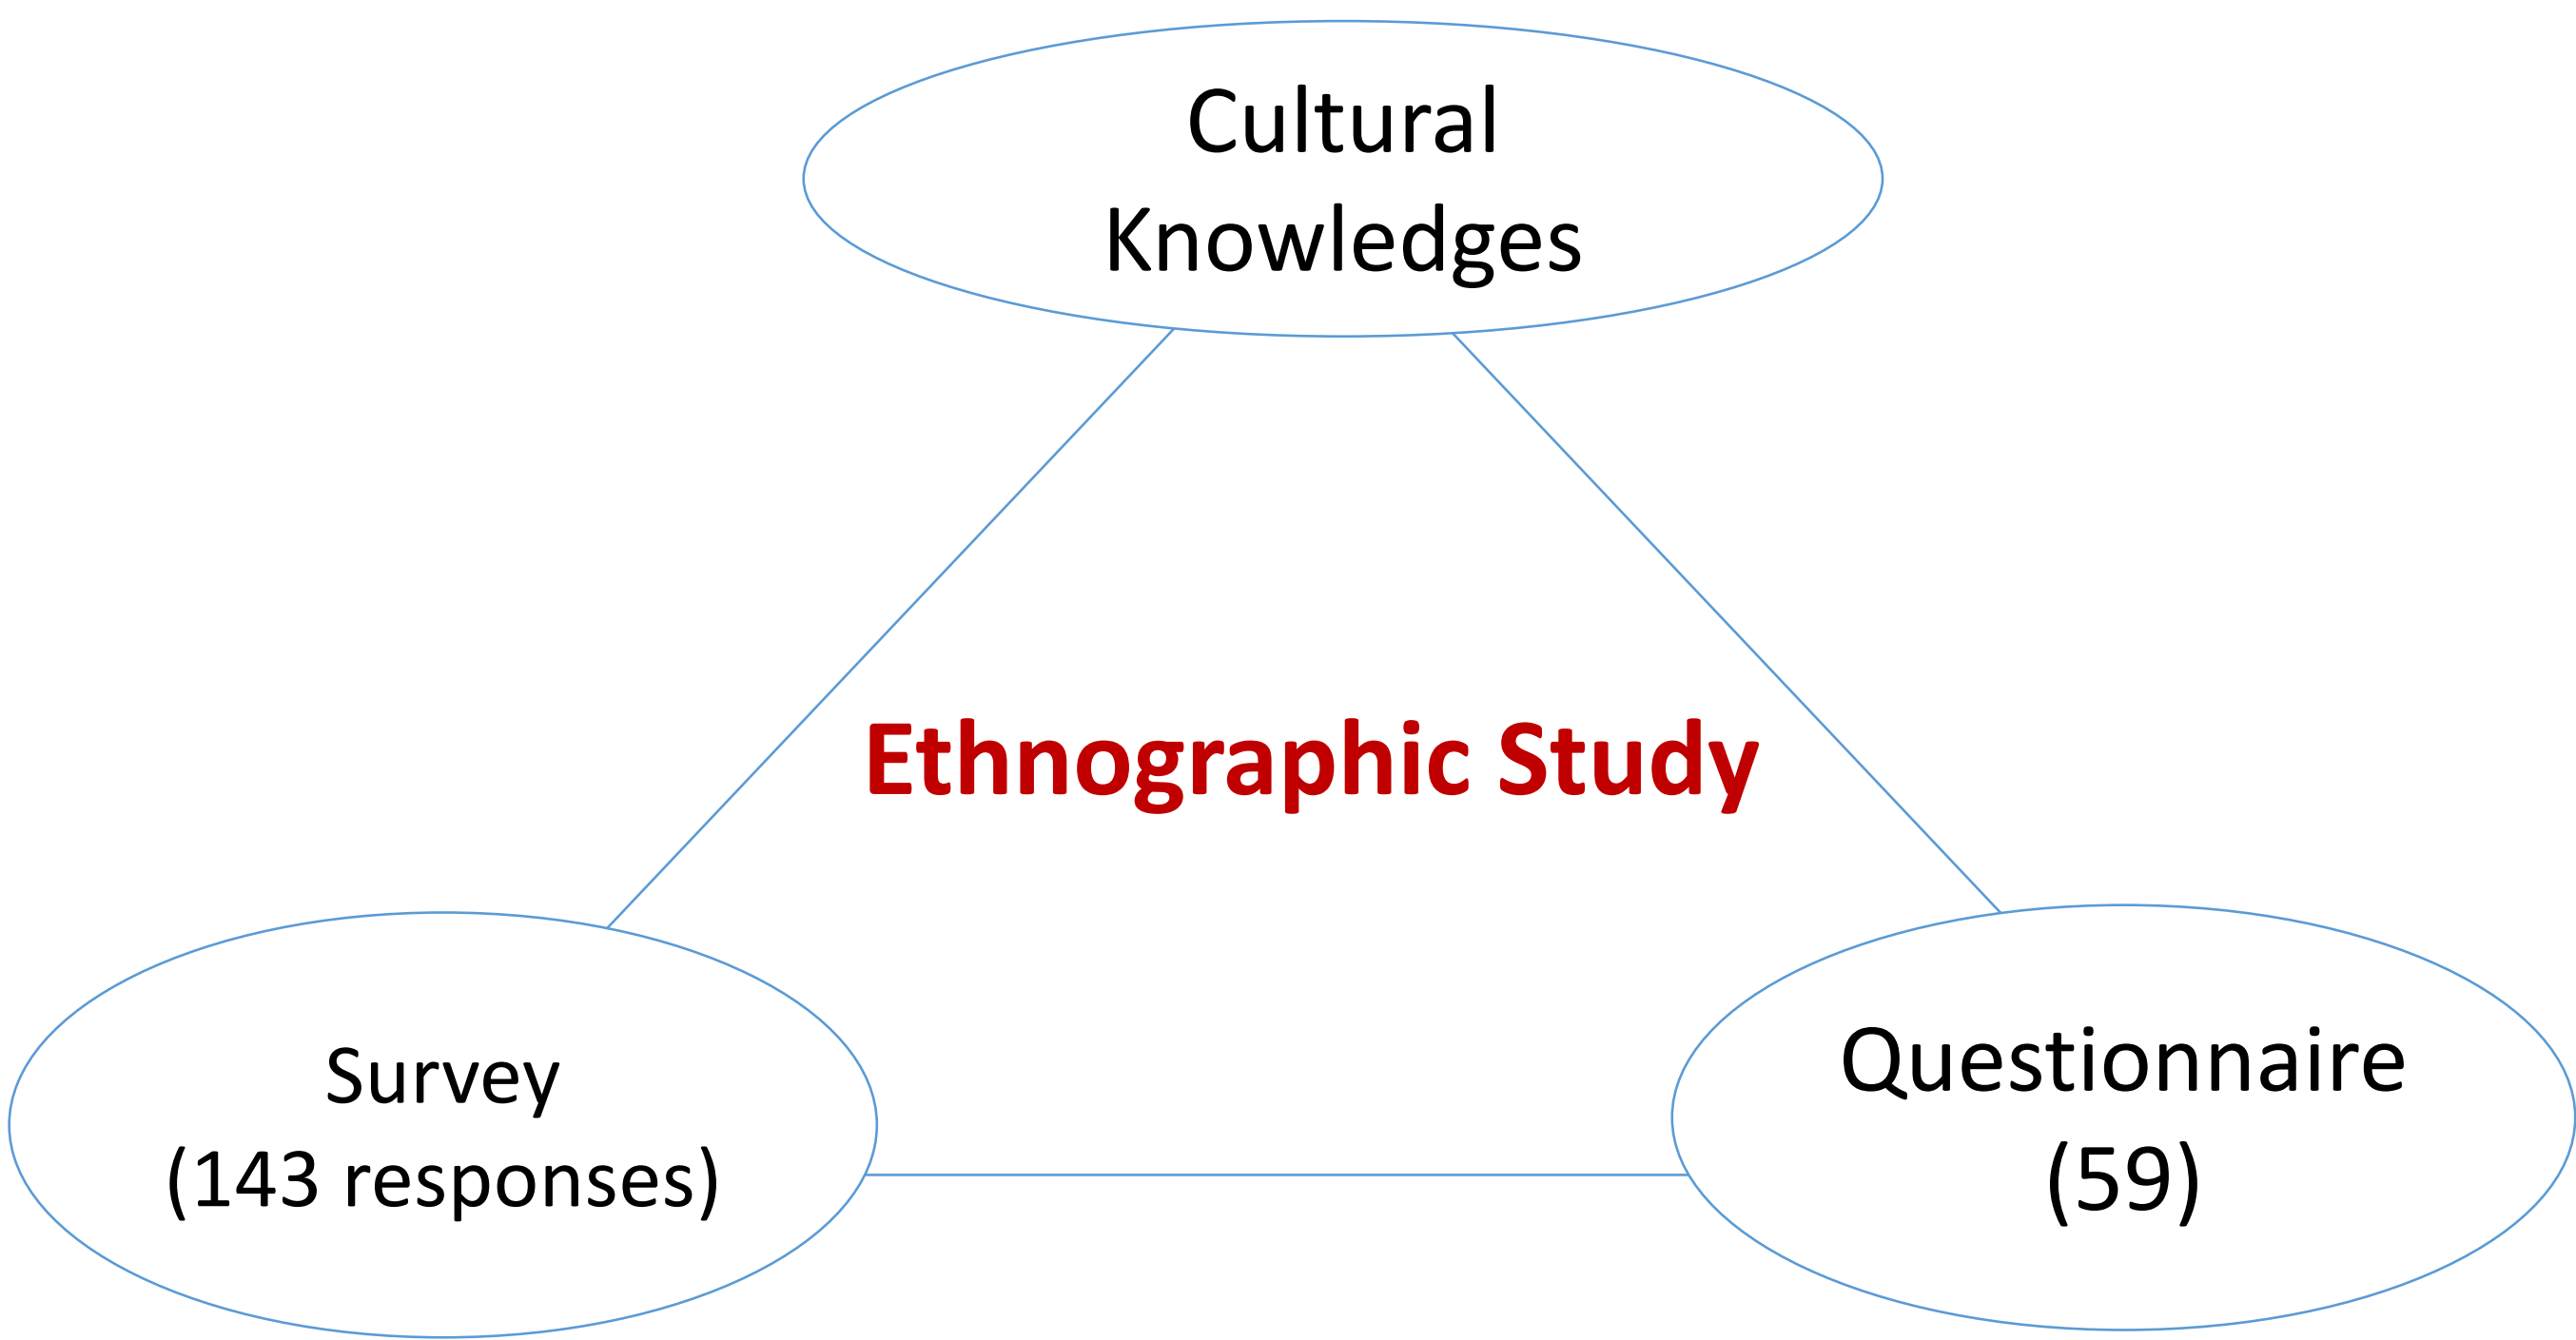 Cultural
Knowledges
Ethnographic Study
Survey
(143 responses)
Questionnaire
(59)